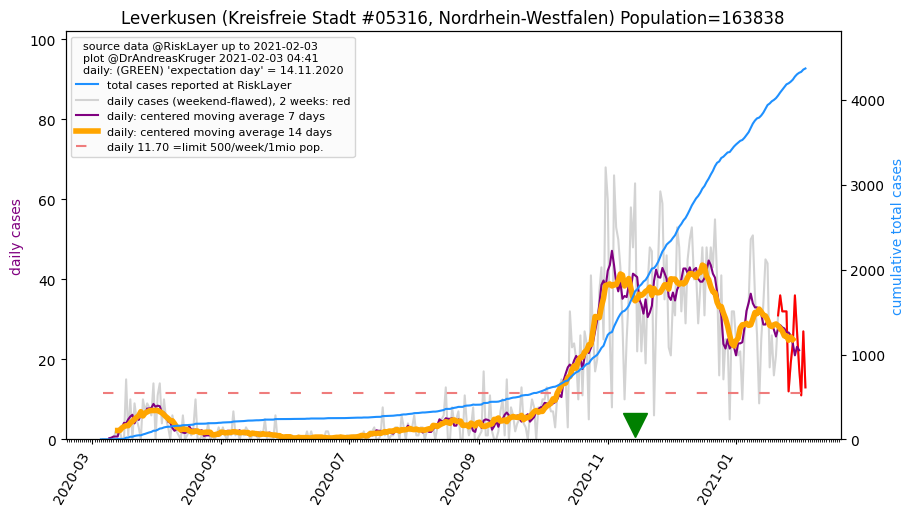 Leverkusen (Kreisfreie Stadt #05316, Nordrhein-Westfalen) Population=163838
source data @RiskLayer up to 2021-02-03
plot @DrAndreasKruger 2021-02-03 04:41
daily: (GREEN) 'expectation day' = 14.11.2020
total cases reported at RiskLayer
daily cases (weekend-flawed), 2 weeks: red
daily: centered moving average 7 days
daily: centered moving average 14 days
daily 11.70 =limit 500/week/1mio pop.
daily cases
100
80
60
40
20
0
cumulative total cases
4000
3000
2000
1000
0
2020-03
2020-05
2020-07
2020-09
2020-11
2021-01